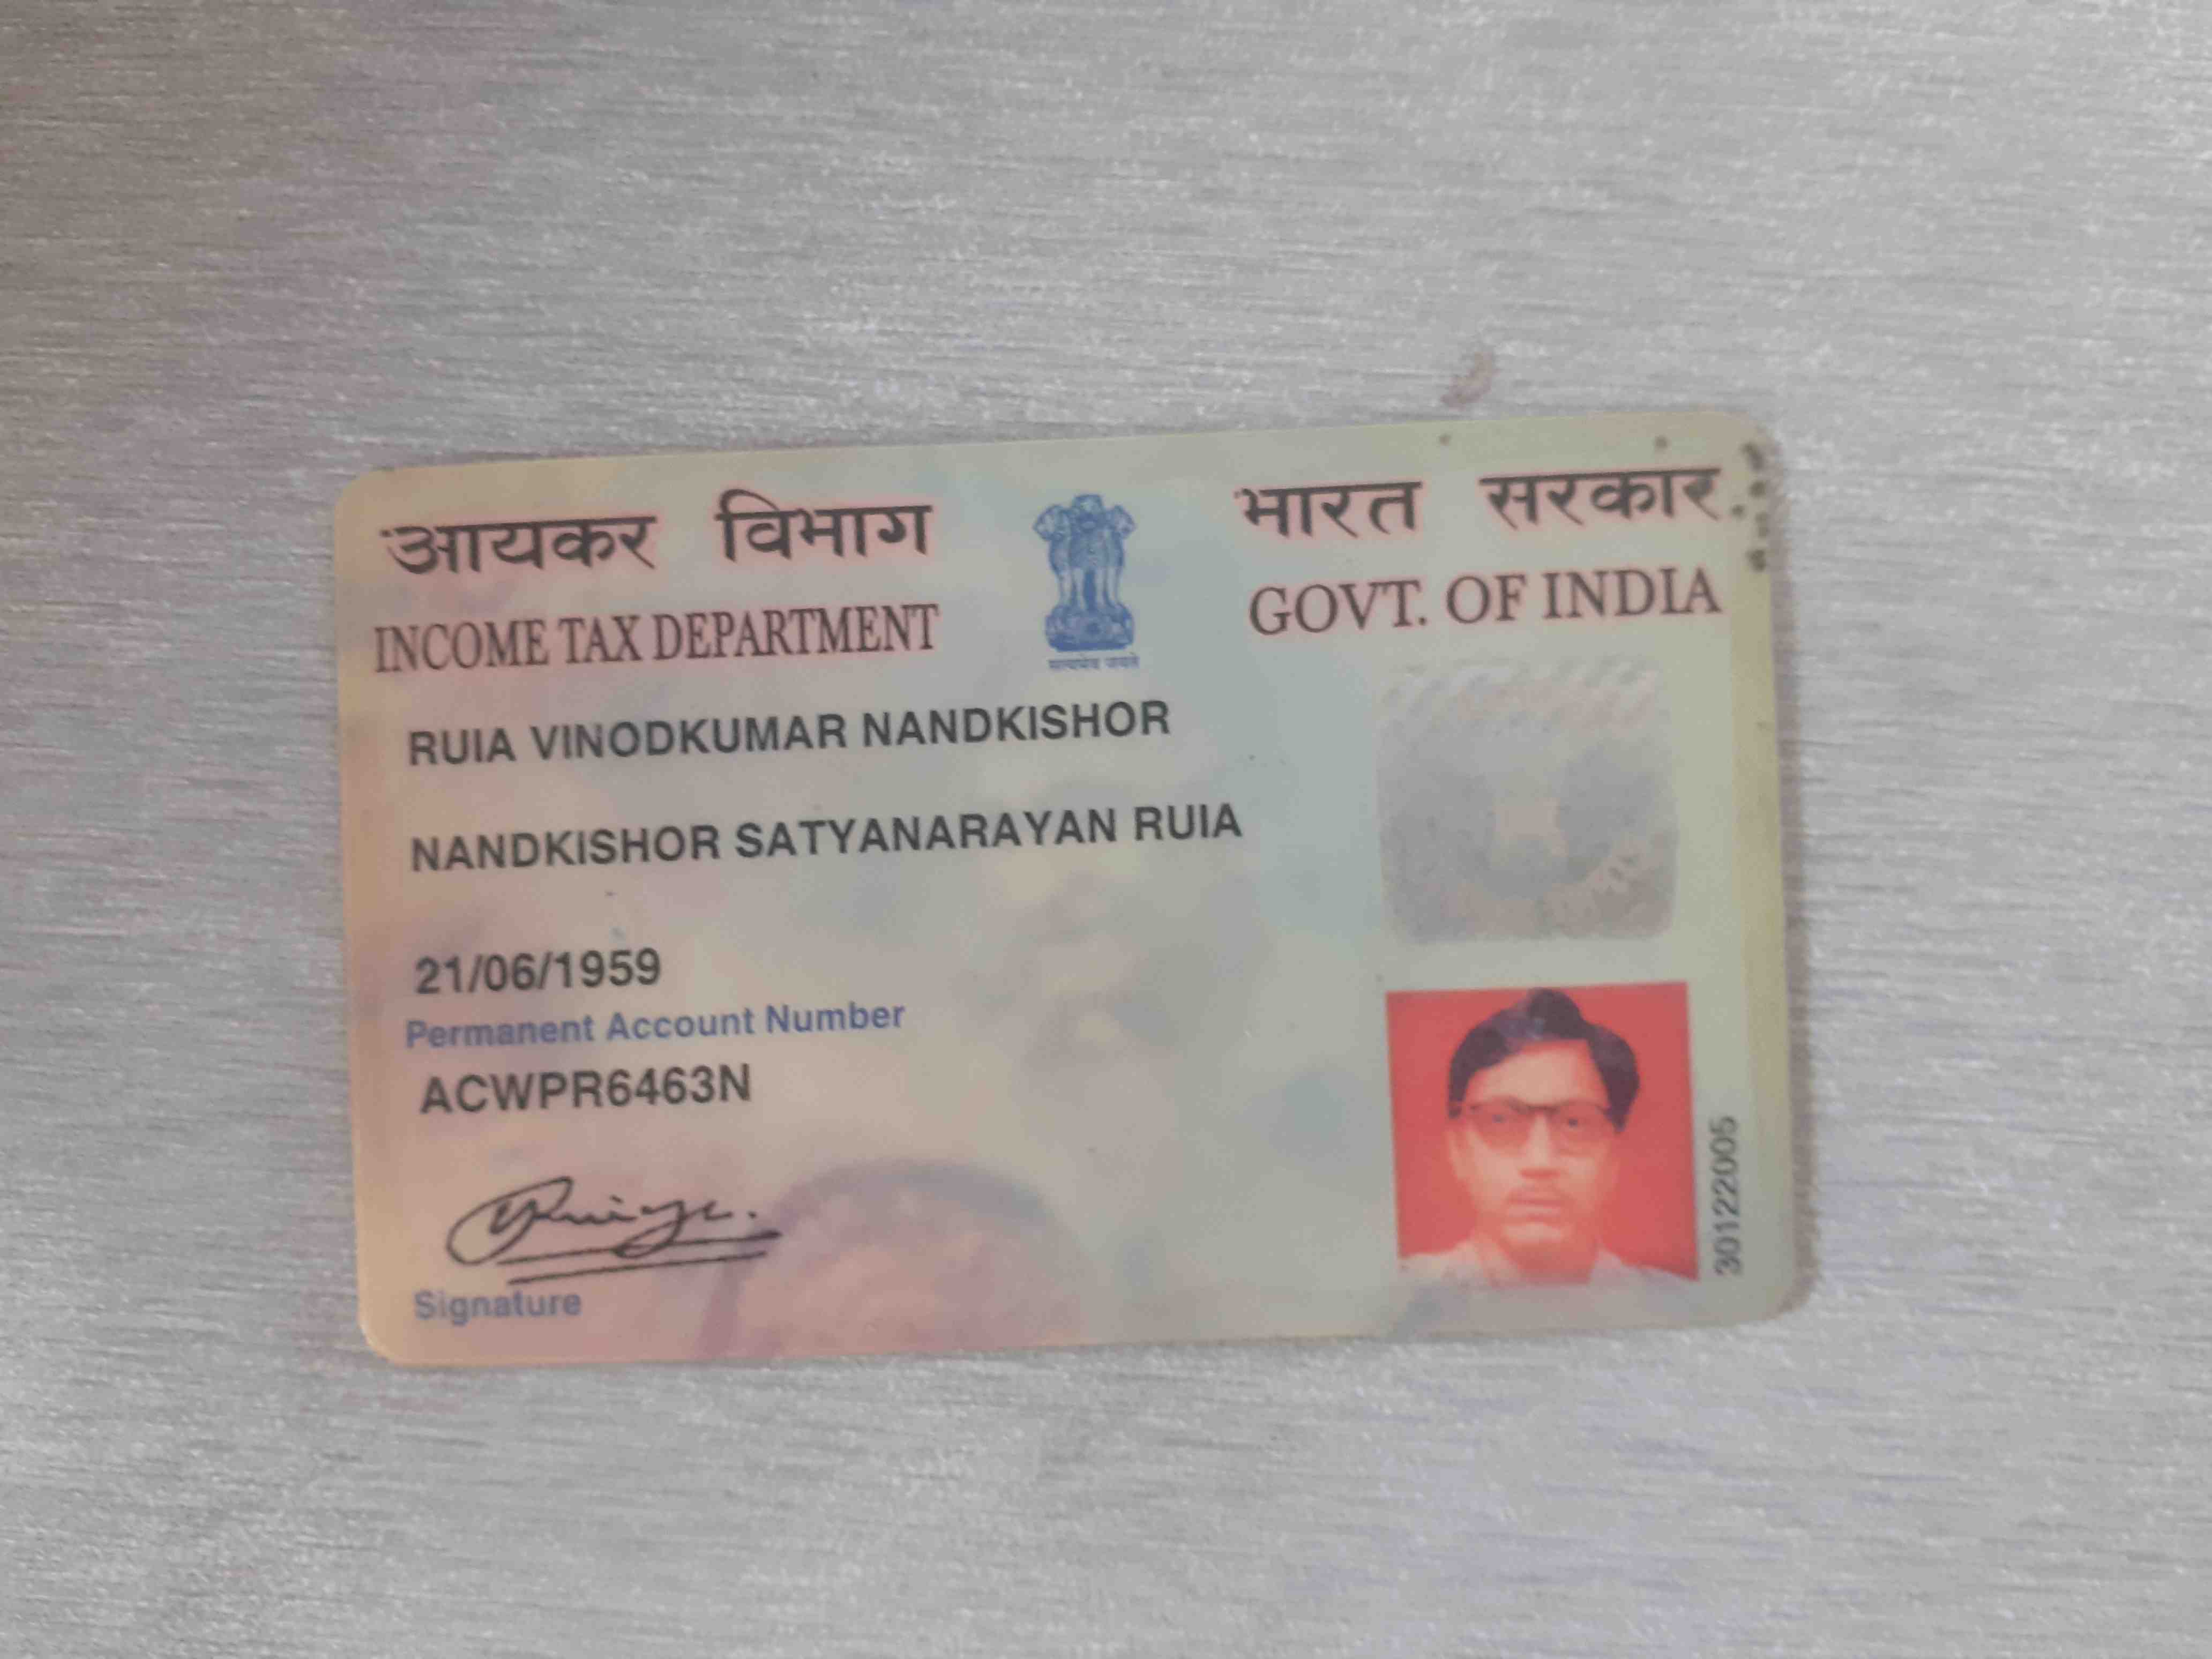 आयकर विभाग
INCOME TAX DEPARTMENT
सत्यमेव जयते
भारत सरकार
GOVT. OF INDIA
RUIA VINODKUMAR NANDKISHOR
NANDKISHOR SATYANARAYAN RUIA
21/06/1959
Permanent Account Number
ACWPR6463N
Signature
30122005